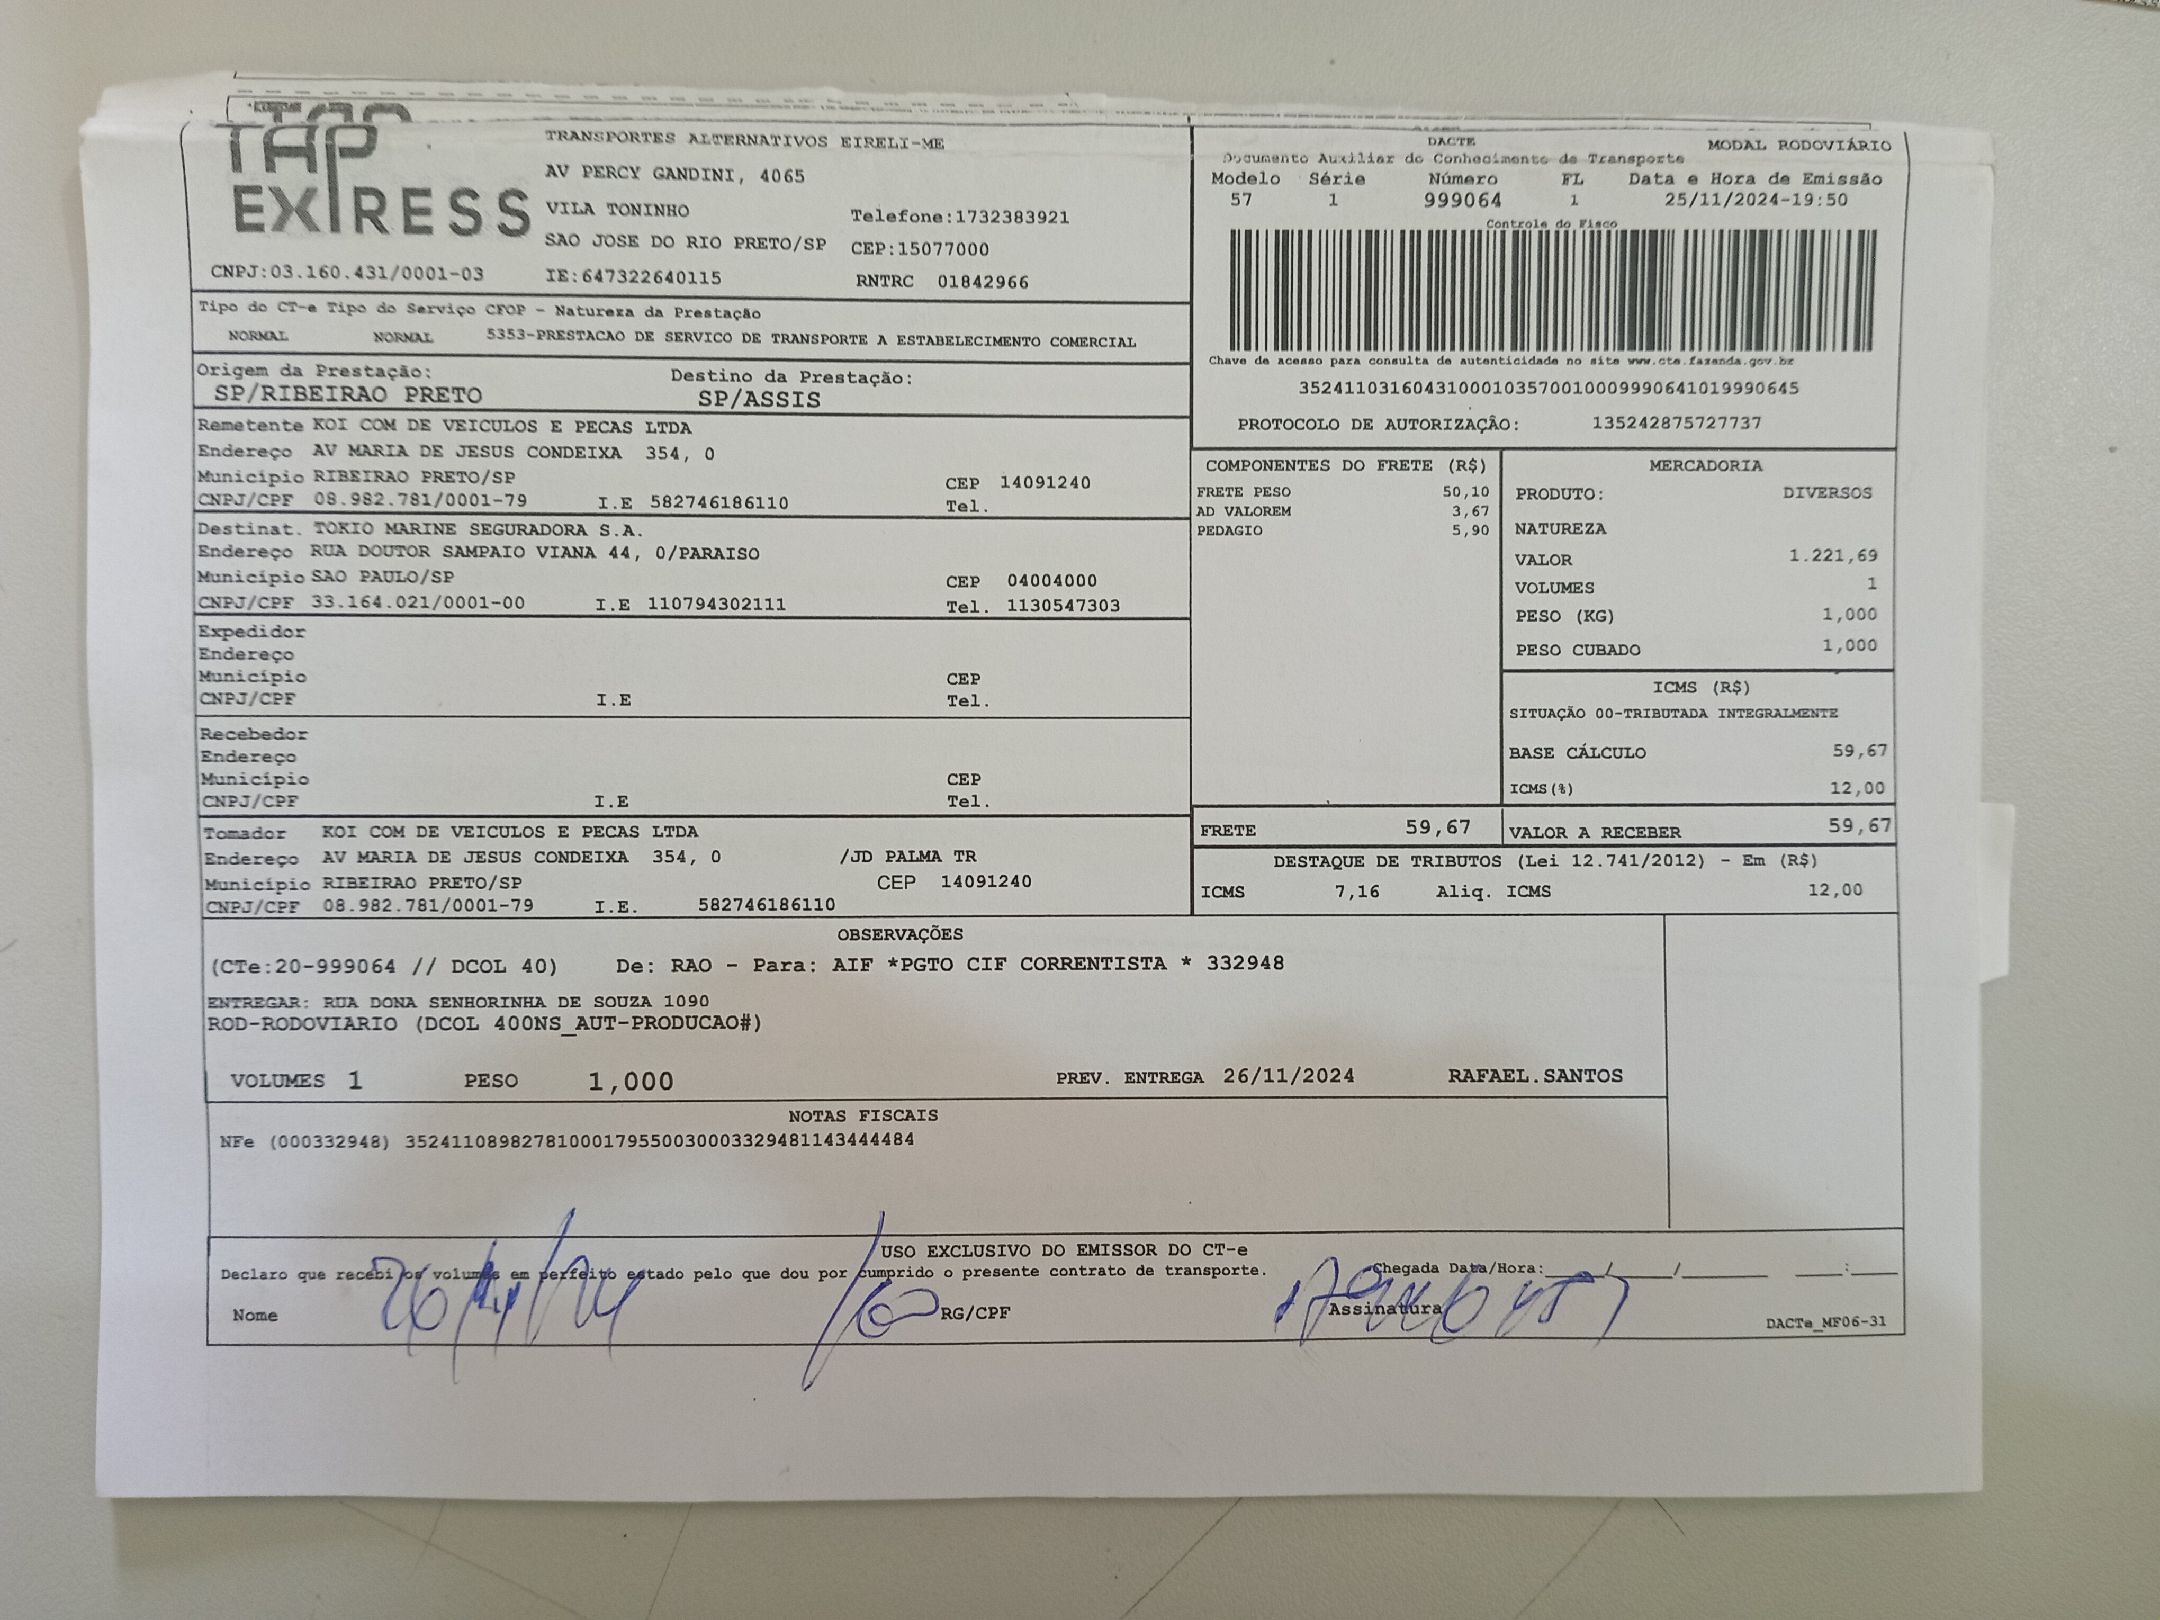 TAP
EXPRESS
TRANSPORTES ALTERNATIVOS EIRELI-ME
AV PERCY GANDINI, 4065
VILA TONINHO Telefone:1732383921
SAO JOSE DO RIO PRETO/SP CEP:15077000
CNPJ:03.160.431/0001-03 IE:647322640115 RNTRC 01842966
DACTE MODAL RODOVIÁRIO
Documento Auxiliar do Conhecimento de Transporte
Modelo Série Número FL Data e Hora de Emissão
57 1 999064 1 25/11/2024-19:50
Controle do Fisco
Chave de acesso para consulta de autenticidade no site www.cte.fazenda.gov.br
35241103160431000103570010009990641019990645
PROTOCOLO DE AUTORIZAÇÃO: 135242875727737
Tipo do CT-e Tipo do Serviço CFOP - Natureza da Prestação
NORMAL NORMAL 5353-PRESTACAO DE SERVICO DE TRANSPORTE A ESTABELECIMENTO COMERCIAL
Origem da Prestação: Destino da Prestação:
SP/RIBEIRAO PRETO SP/ASSIS
Remetente KOI COM DE VEICULOS E PECAS LTDA
Endereço AV MARIA DE JESUS CONDEIXA 354, 0
Município RIBEIRAO PRETO/SP CEP 14091240
CNPJ/CPF 08.982.781/0001-79 I.E 582746186110 Tel.
Destinat. TOKIO MARINE SEGURADORA S.A.
Endereço RUA DOUTOR SAMPAIO VIANA 44, 0/PARAISO
Município SAO PAULO/SP CEP 04004000
CNPJ/CPF 33.164.021/0001-00 I.E 110794302111 Tel. 1130547303
Expedidor
Endereço
Município CEP
CNPJ/CPF I.E Tel.
Recebedor
Endereço
Município CEP
CNPJ/CPF I.E Tel.
Tomador KOI COM DE VEICULOS E PECAS LTDA
Endereço AV MARIA DE JESUS CONDEIXA 354, 0 /JD PALMA TR
Município RIBEIRAO PRETO/SP CEP 14091240
CNPJ/CPF 08.982.781/0001-79 I.E. 582746186110
COMPONENTES DO FRETE (R$)
FRETE PESO 50,10
AD VALOREM 3,67
PEDAGIO 5,90
MERCADORIA
PRODUTO: DIVERSOS
NATUREZA
VALOR 1.221,69
VOLUMES 1
PESO (KG) 1,000
PESO CUBADO 1,000
ICMS (R$)
SITUAÇÃO 00-TRIBUTADA INTEGRALMENTE
BASE CÁLCULO 59,67
ICMS(%) 12,00
FRETE 59,67 VALOR A RECEBER 59,67
DESTAQUE DE TRIBUTOS (Lei 12.741/2012) - Em (R$)
ICMS 7,16 Aliq. ICMS 12,00
OBSERVAÇÕES
(CTe:20-999064 // DCOL 40) De: RAO - Para: AIF *PGTO CIF CORRENTISTA * 332948
ENTREGAR: RUA DONA SENHORINHA DE SOUZA 1090
ROD-RODOVIARIO (DCOL 400NS_AUT-PRODUCAO#)
VOLUMES 1 PESO 1,000 PREV. ENTREGA 26/11/2024 RAFAEL.SANTOS
NOTAS FISCAIS
NFe (000332948) 35241108982781000179550030003329481143444484
USO EXCLUSIVO DO EMISSOR DO CT-e
Declaro que recebi os volumes em perfeito estado pelo que dou por cumprido o presente contrato de transporte. Chegada Data/Hora:___/___/___ ___:___
Nome 26/11/24 RG/CPF Assinatura
DACTe_MF06-31